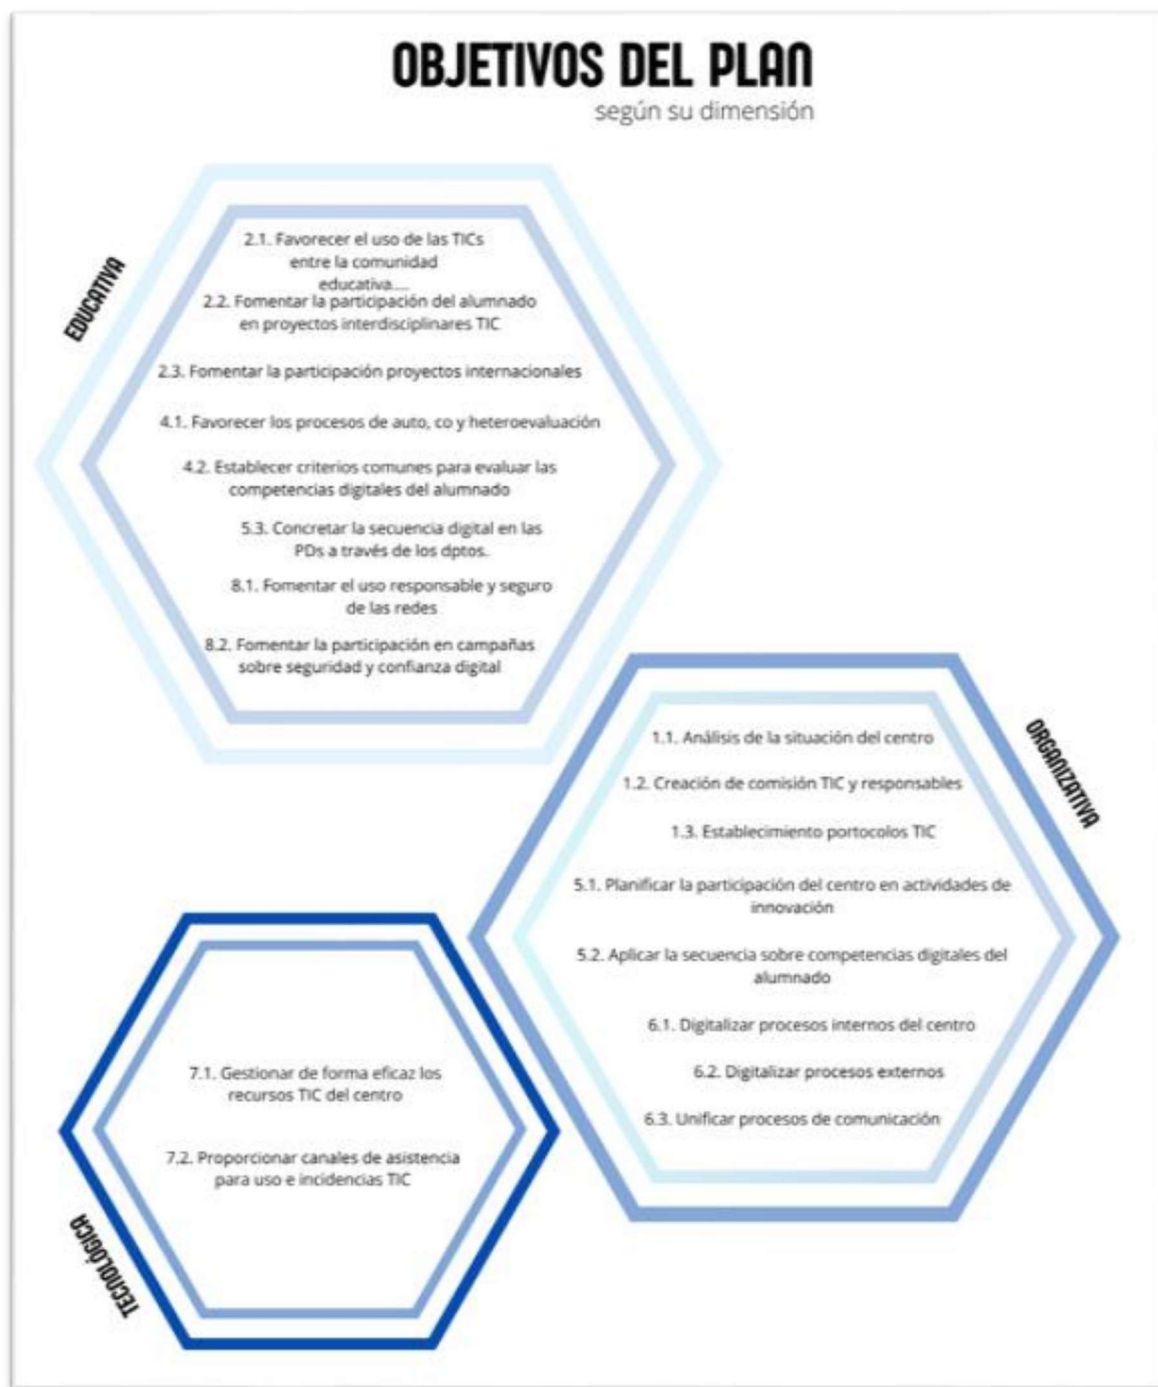 OBJETIVOS DEL PLAN
según su dimensión
EDUCATIVA
2.1. Favorecer el uso de las TICs
entre la comunidad
educativa....
2.2. Fomentar la participación del alumnado
en proyectos interdisciplinares TIC
2.3. Fomentar la participación proyectos internacionales
4.1. Favorecer los procesos de auto, co y heteroevaluación
4.2. Establecer criterios comunes para evaluar las
competencias digitales del alumnado
5.3. Concretar la secuencia digital en las
PDs a través de los dptos.
8.1. Fomentar el uso responsable y seguro
de las redes
8.2. Fomentar la participación en campañas
sobre seguridad y confianza digital
ORGANIZATIVA
1.1. Análisis de la situación del centro
1.2. Creación de comisión TIC y responsables
1.3. Establecimiento portocolos TIC
5.1. Planificar la participación del centro en actividades de
innovación
5.2. Aplicar la secuencia sobre competencias digitales del
alumnado
6.1. Digitalizar procesos internos del centro
6.2. Digitalizar procesos externos
6.3. Unificar procesos de comunicación
7.1. Gestionar de forma eficaz los
recursos TIC del centro
7.2. Proporcionar canales de asistencia
para uso e incidencias TIC
TECNOLÓGICA